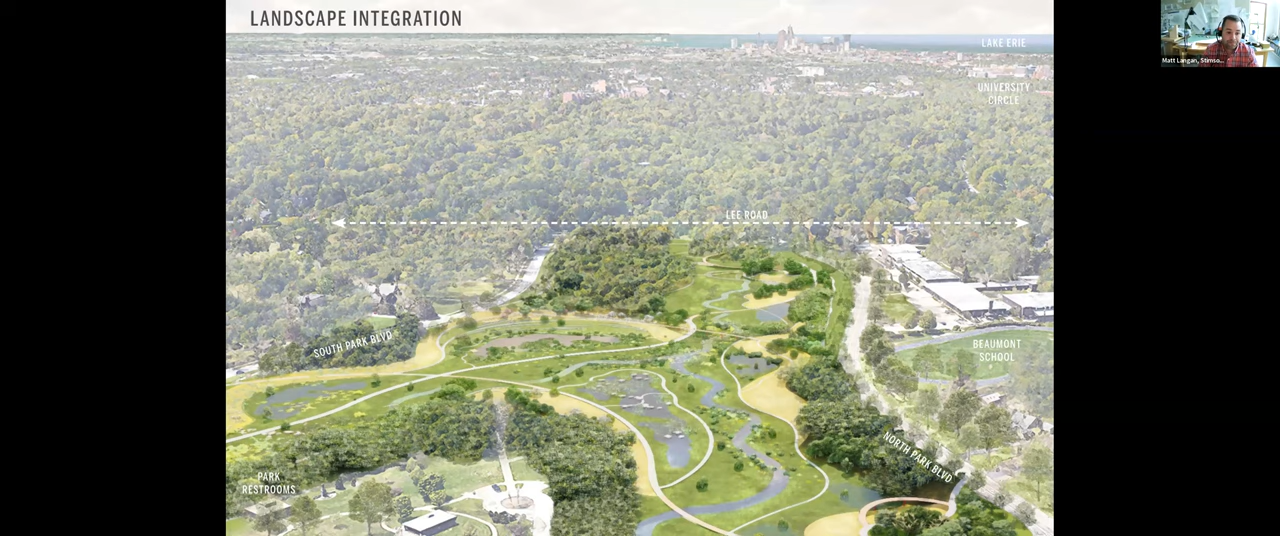 LANDSCAPE INTEGRATION
LAKE ERIE
Matt Langan, Stimso...
UNIVERSITY
CIRCLE
LEE ROAD
SOUTH PARK BLVD
BEAUMONT
SCHOOL
NORTH PARK BLVD
PARK
RESTROOMS